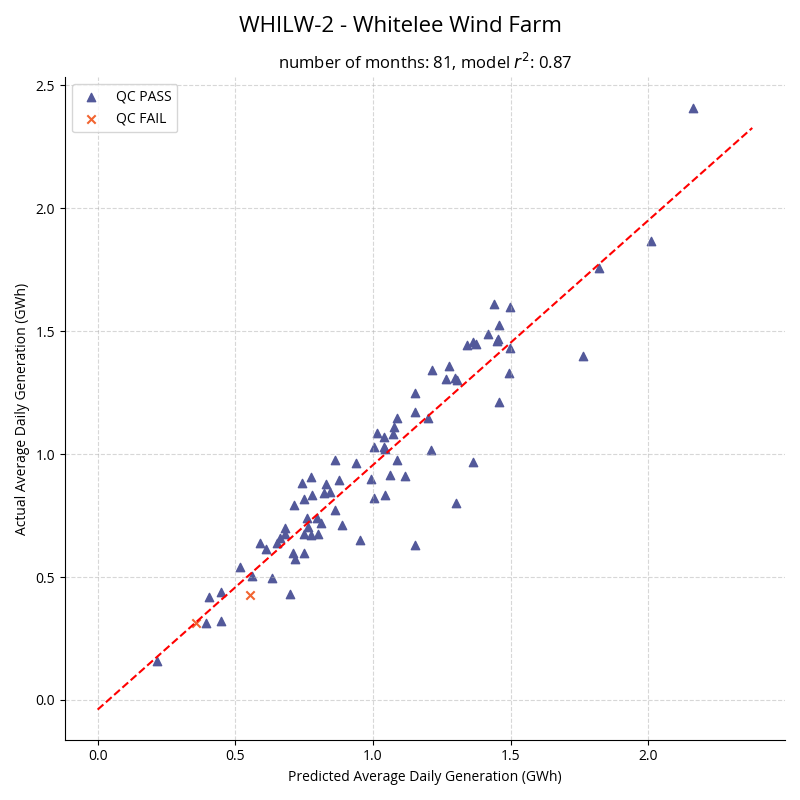 WHILW-2 - Whitelee Wind Farm
number of months: 81, model r²: 0.87
QC PASS
QC FAIL
2.5
2.0
1.5
1.0
0.5
0.0
Actual Average Daily Generation (GWh)
0.0 0.5 1.0 1.5 2.0
Predicted Average Daily Generation (GWh)